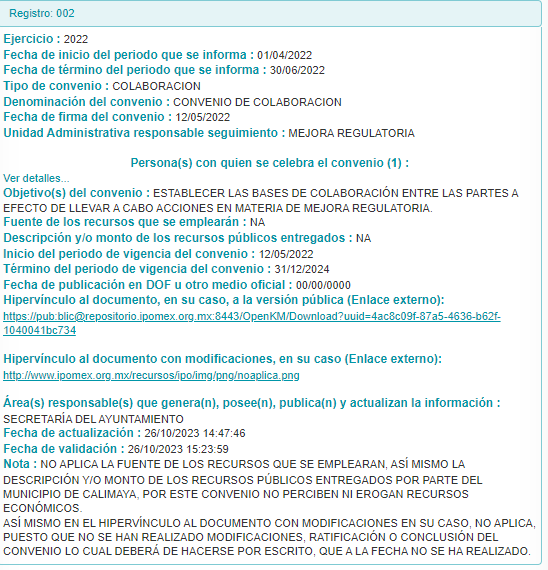 Registro: 002
Ejercicio : 2022
Fecha de inicio del periodo que se informa : 01/04/2022
Fecha de término del periodo que se informa : 30/06/2022
Tipo de convenio : COLABORACION
Denominación del convenio : CONVENIO DE COLABORACION
Fecha de firma del convenio : 12/05/2022
Unidad Administrativa responsable seguimiento : MEJORA REGULATORIA
Persona(s) con quien se celebra el convenio (1) :
Ver detalles...
Objetivo(s) del convenio : ESTABLECER LAS BASES DE COLABORACIÓN ENTRE LAS PARTES A
EFECTO DE LLEVAR A CABO ACCIONES EN MATERIA DE MEJORA REGULATORIA.
Fuente de los recursos que se emplearán : NA
Descripción y/o monto de los recursos públicos entregados : NA
Inicio del periodo de vigencia del convenio : 12/05/2022
Término del periodo de vigencia del convenio : 31/12/2024
Fecha de publicación en DOF u otro medio oficial : 00/00/0000
Hipervínculo al documento, en su caso, a la versión pública (Enlace externo):
https://pub:blic@repositorio.ipomex.org.mx:8443/OpenKM/Download?uuid=4ac8c09f-87a5-4636-b62f-
1040041bc734
Hipervínculo al documento con modificaciones, en su caso (Enlace externo):
http://www.ipomex.org.mx/recursos/ipo/img/png/noaplica.png
Área(s) responsable(s) que genera(n), posee(n), publica(n) y actualizan la información :
SECRETARÍA DEL AYUNTAMIENTO
Fecha de actualización : 26/10/2023 14:47:46
Fecha de validación : 26/10/2023 15:23:59
Nota : NO APLICA LA FUENTE DE LOS RECURSOS QUE SE EMPLEARAN, ASÍ MISMO LA
DESCRIPCIÓN Y/O MONTO DE LOS RECURSOS PÚBLICOS ENTREGADOS POR PARTE DEL
MUNICIPIO DE CALIMAYA, POR ESTE CONVENIO NO PERCIBEN NI EROGAN RECURSOS
ECONÓMICOS.
ASÍ MISMO EN EL HIPERVÍNCULO AL DOCUMENTO CON MODIFICACIONES EN SU CASO, NO APLICA,
PUESTO QUE NO SE HAN REALIZADO MODIFICACIONES, RATIFICACIÓN O CONCLUSIÓN DEL
CONVENIO LO CUAL DEBERÁ DE HACERSE POR ESCRITO, QUE A LA FECHA NO SE HA REALIZADO.